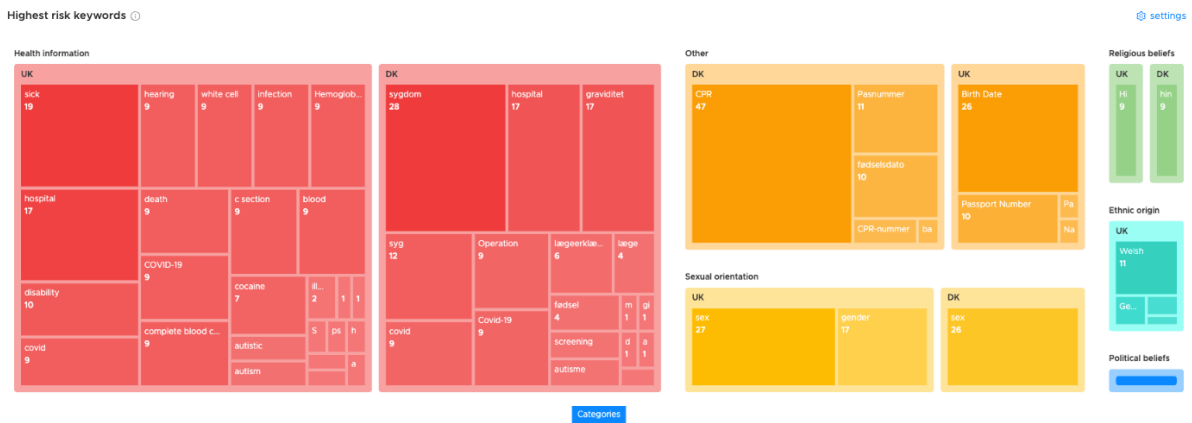 Highest risk keywords
settings
Health information
UK
sick
19
hearing
9
white cell
9
infection
9
Hemoglob...
9
hospital
17
death
9
c section
9
blood
9
COVID-19
9
disability
10
cocaine
7
ill...
2
1
1
covid
9
complete blood c...
9
S
ps
h
autistic
autism
a
DK
sygdom
28
hospital
17
graviditet
17
syg
12
Operation
9
lægeerklæ...
6
læge
4
fødsel
4
m
1
gi
1
covid
9
Covid-19
9
screening
d
1
a
1
autisme
Other
DK
CPR
47
Pasnummer
11
fødselsdato
10
CPR-nummer
ba
UK
Birth Date
26
Passport Number
10
Pa
Na
Sexual orientation
UK
sex
27
gender
17
DK
sex
26
Religious beliefs
UK
Hi
9
DK
hin
9
Ethnic origin
UK
Welsh
11
Ge...
Political beliefs
Categories